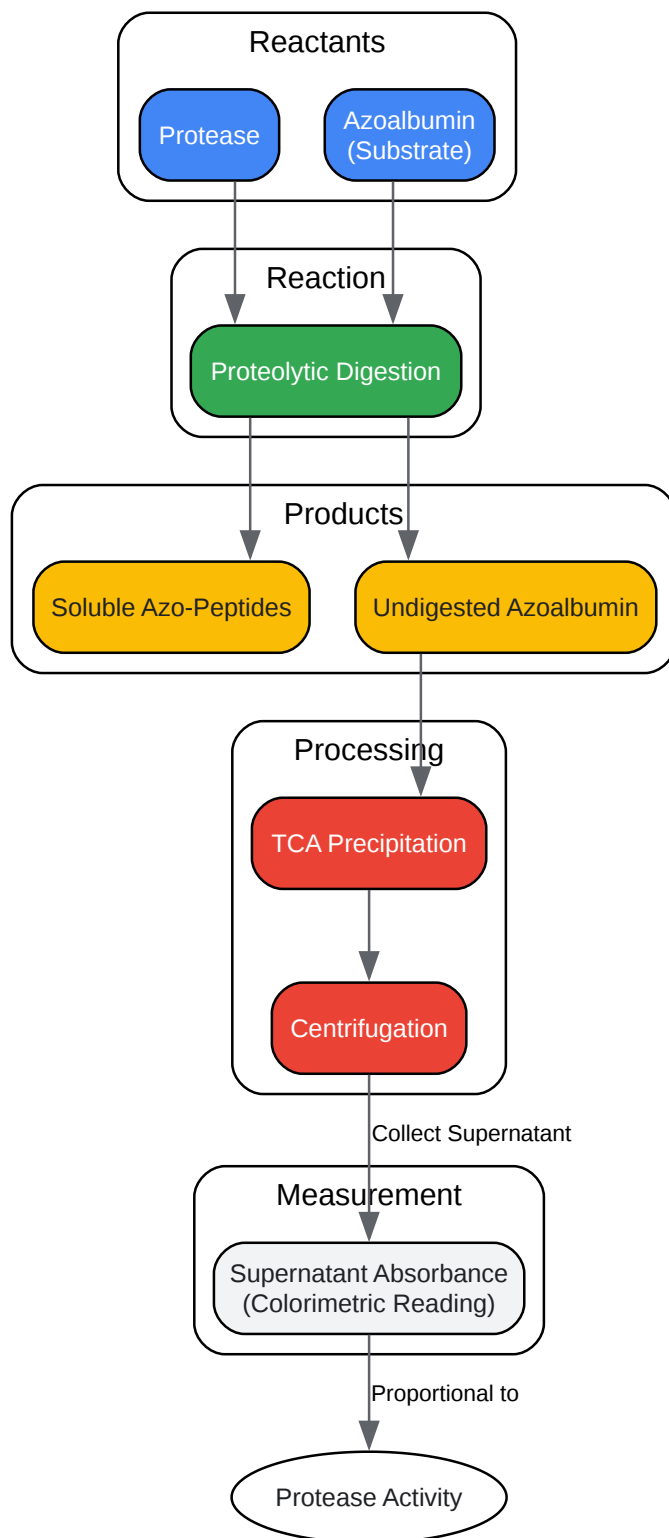 Reactants
Protease
Azoalbumin
(Substrate)
Reaction
Proteolytic Digestion
Products
Soluble Azo-Peptides
Undigested Azoalbumin
Processing
TCA Precipitation
Centrifugation
Collect Supernatant
Measurement
Supernatant Absorbance
(Colorimetric Reading)
Proportional to
Protease Activity